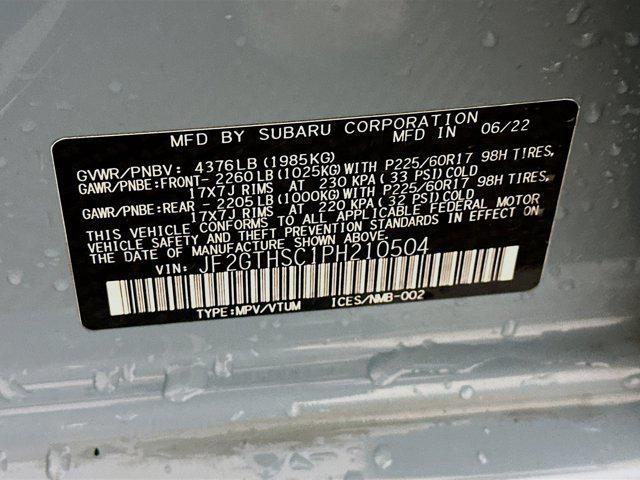 MFD BY SUBARU CORPORATION
MFD IN 06/22
GVWR/PNBV: 4376LB(1985KG)
GAWR/PNBE:FRONT-2260LB(1025KG)WITH P225/60R17 98H TIRES,
17X7J RIMS AT 230 KPA(33 PSI)COLD
GAWR/PNBE:REAR -2205LB(1000KG)WITH P225/60R17 98H TIRES,
17X7J RIMS AT 220 KPA(32 PSI)COLD
THIS VEHICLE CONFORMS TO ALL APPLICABLE FEDERAL MOTOR
VEHICLE SAFETY AND THEFT PREVENTION STANDARDS IN EFFECT ON
THE DATE OF MANUFACTURE SHOWN ABOVE.
VIN: JF2GTHSC1PH210504
TYPE:MPV/VTUM ICES/NMB-002